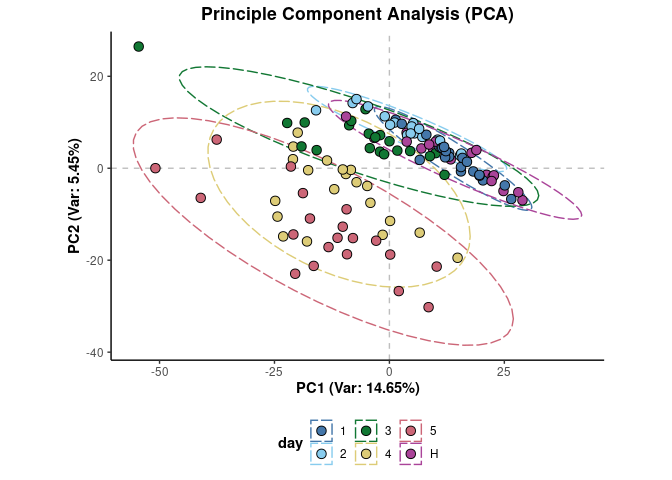 Principle Component Analysis (PCA)
PC2 (Var: 5.45%)
20
0
-20
-40
-50
-25
0
25
PC1 (Var: 14.65%)
day
1
3
5
2
4
H